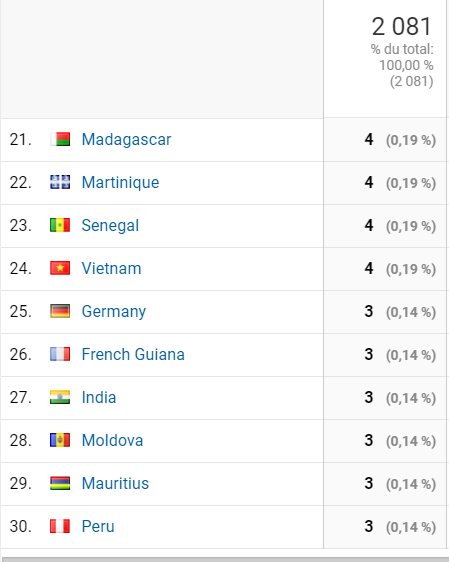 2 081
% du total:
100,00 %
(2 081)
21. Madagascar 4 (0,19 %)
22. Martinique 4 (0,19 %)
23. Senegal 4 (0,19 %)
24. Vietnam 4 (0,19 %)
25. Germany 3 (0,14 %)
26. French Guiana 3 (0,14 %)
27. India 3 (0,14 %)
28. Moldova 3 (0,14 %)
29. Mauritius 3 (0,14 %)
30. Peru 3 (0,14 %)